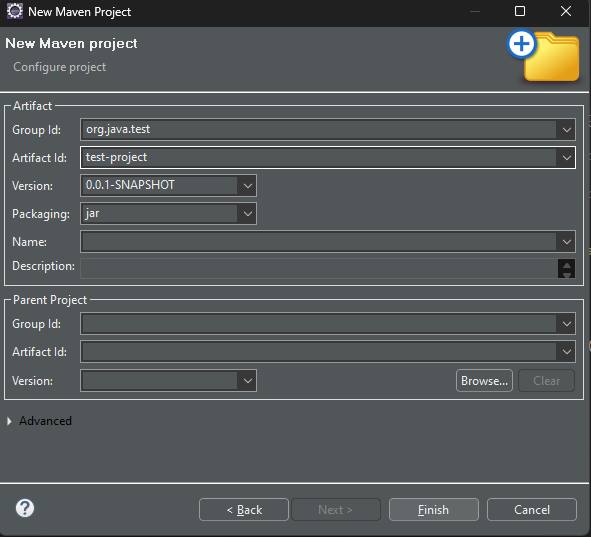 New Maven Project
New Maven project
Configure project
Artifact
Group Id: org.java.test
Artifact Id: test-project
Version: 0.0.1-SNAPSHOT
Packaging: jar
Name:
Description:
Parent Project
Group Id:
Artifact Id:
Version: Browse... Clear
Advanced
? < Back Next > Finish Cancel